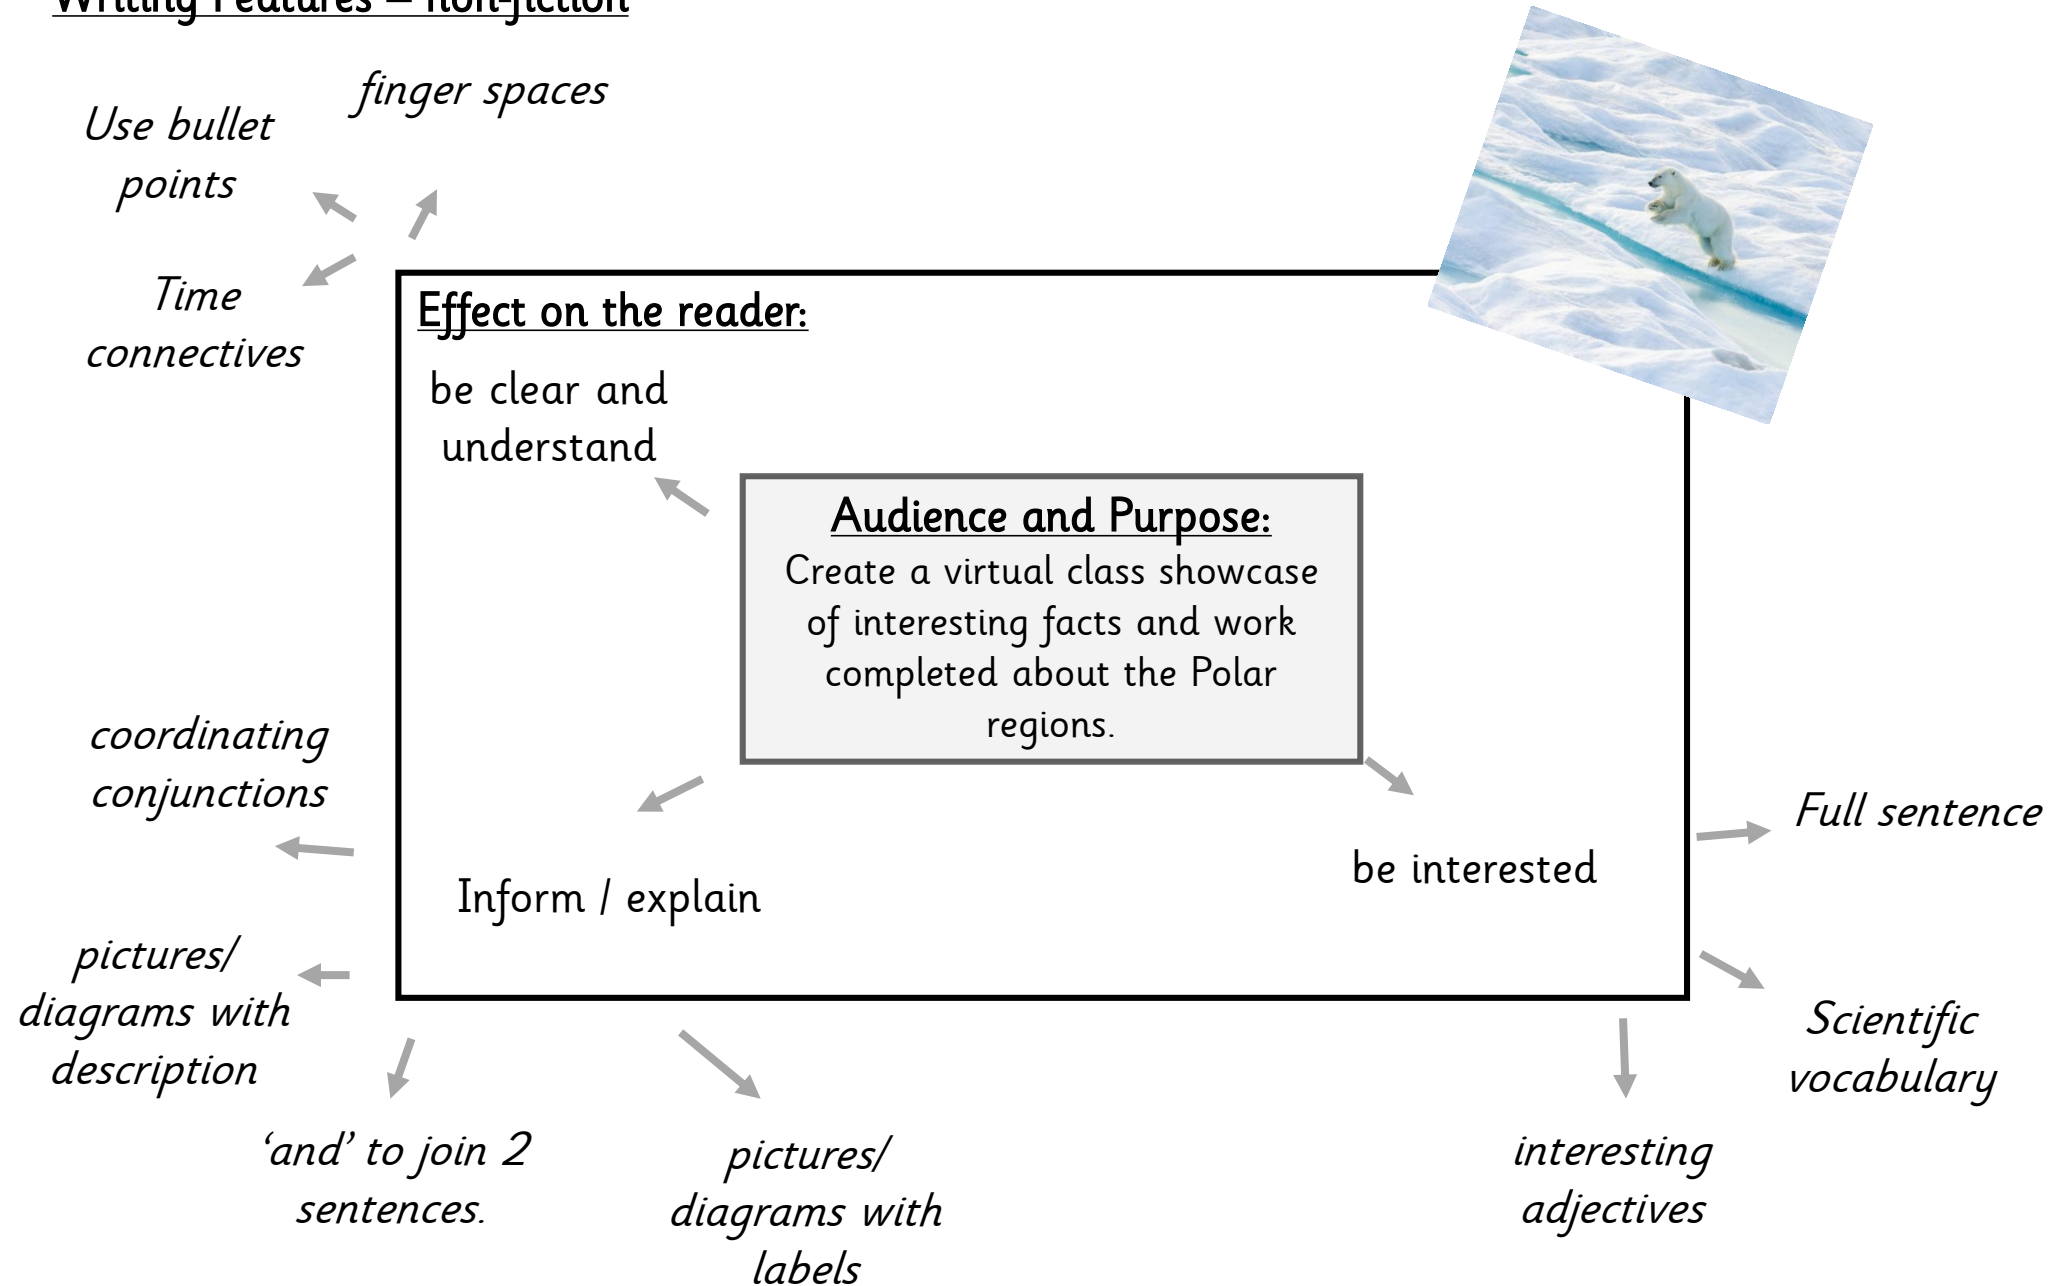 Writing Features – non-fiction
finger spaces
Use bullet
points
Time
connectives
Effect on the reader:
be clear and
understand
Audience and Purpose:
Create a virtual class showcase
of interesting facts and work
completed about the Polar
regions.
coordinating
conjunctions
Full sentence
be interested
Inform / explain
pictures/
diagrams with
description
Scientific
vocabulary
‘and’ to join 2
sentences.
pictures/
diagrams with
labels
interesting
adjectives